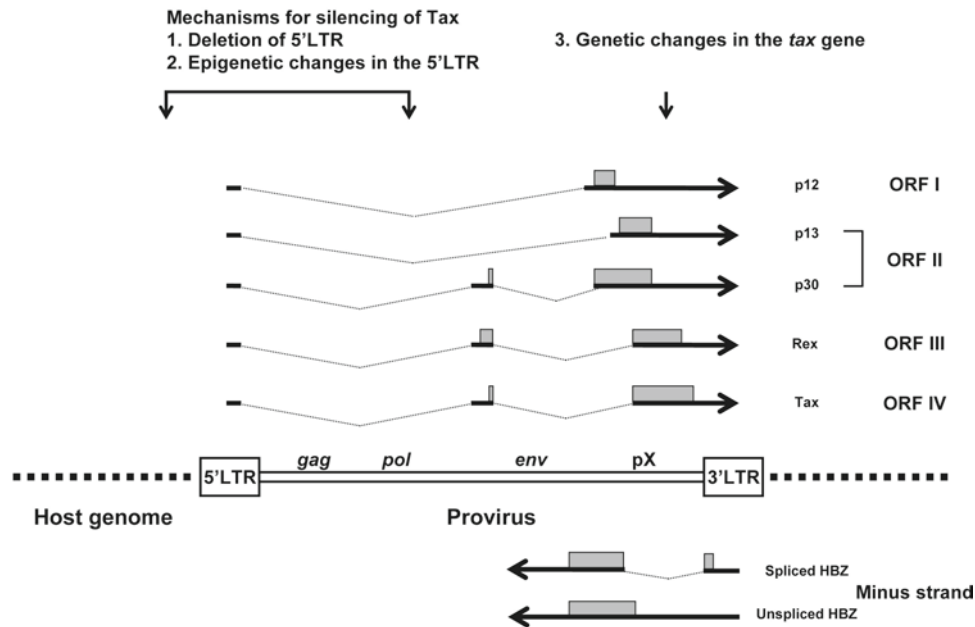 Mechanisms for silencing of Tax
1. Deletion of 5'LTR
2. Epigenetic changes in the 5'LTR
3. Genetic changes in the tax gene
p12 ORF I
p13
ORF II
p30
Rex ORF III
Tax ORF IV
gag pol env pX
5'LTR 3'LTR
Host genome Provirus
Spliced HBZ
Minus strand
Unspliced HBZ